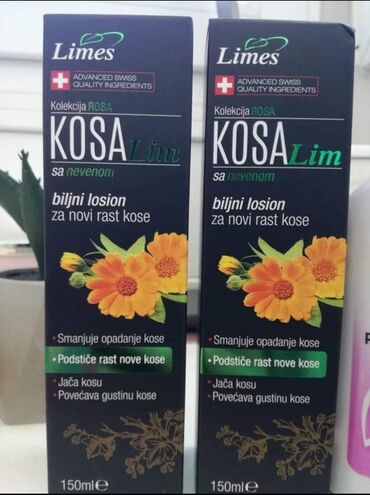 Limes
ADVANCED SWISS
QUALITY INGREDIENTS
Kolekcija ROSA
KOSALim
sa nevenom
biljni losion
za novi rast kose
• Smanjuje opadanje kose
• Podstiče rast nove kose
• Jača kosu
• Povećava gustinu kose
150ml℮
Limes
ADVANCED SWISS
QUALITY INGREDIENTS
Kolekcija ROSA
KOSALim
sa nevenom
biljni losion
za novi rast kose
• Smanjuje opadanje kose
• Podstiče rast nove kose
• Jača kosu
• Povećava gustinu kose
150ml℮